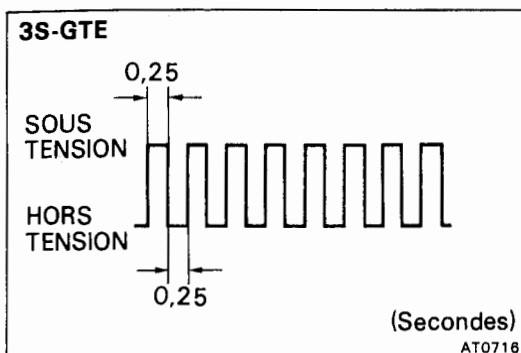 3S-GTE
0,25
SOUS
TENSION
HORS
TENSION
0,25
(Secondes)
AT0716